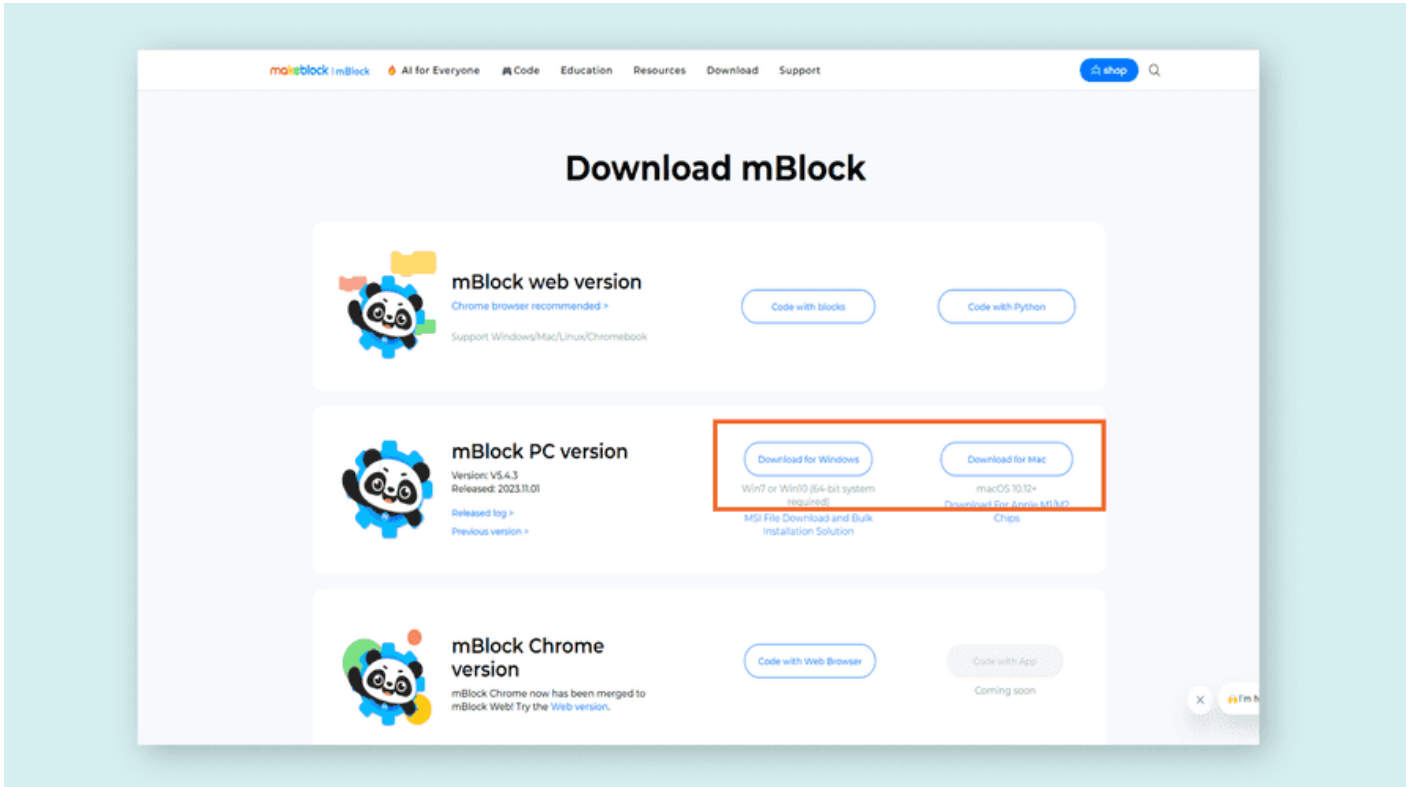 makeblock | mBlock AI for Everyone Code Education Resources Download Support shop
Download mBlock
mBlock web version
Chrome browser recommended >
Support Windows/Mac/Linux/Chromebook
Code with blocks
Code with Python
mBlock PC version
Version: V5.4.3
Released: 2023.11.01
Released log >
Previous version >
Download for Windows
Win7 or Win10 (64-bit system
required)
MSI File Download and Bulk
Installation Solution
Download for Mac
macOS 10.12+
Download For Apple M1/M2
Chips
mBlock Chrome
version
mBlock Chrome now has been merged to
mBlock Web! Try the Web version.
Code with Web Browser
Code with App
Coming soon
I'm h